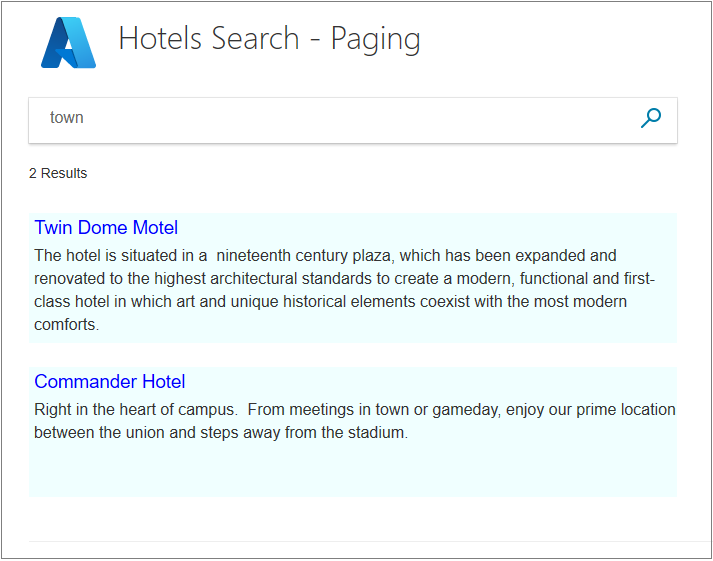 Hotels Search - Paging
town
2 Results
Twin Dome Motel
The hotel is situated in a  nineteenth century plaza, which has been expanded and
renovated to the highest architectural standards to create a modern, functional and first-
class hotel in which art and unique historical elements coexist with the most modern
comforts.
Commander Hotel
Right in the heart of campus.  From meetings in town or gameday, enjoy our prime location
between the union and steps away from the stadium.